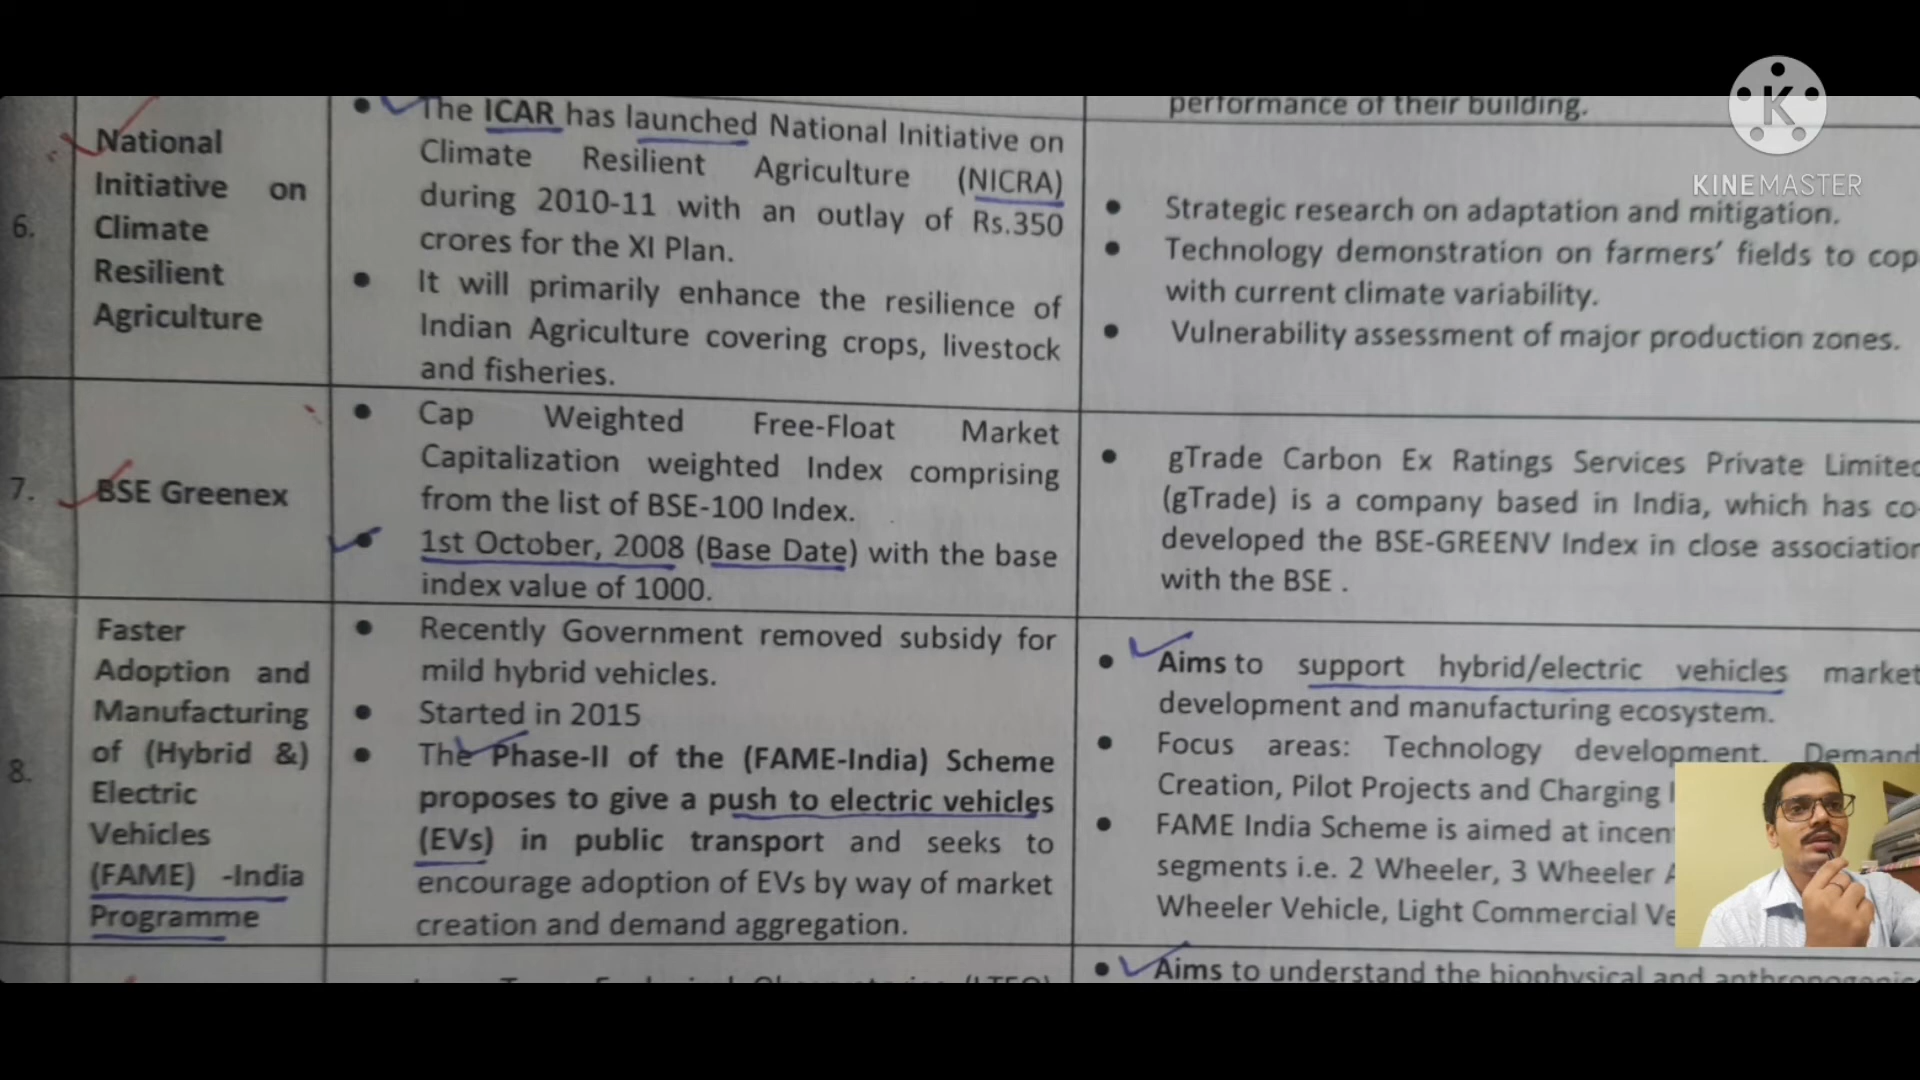 performance of their building.
6.
National
Initiative on
Climate
Resilient
Agriculture
The ICAR has launched National Initiative on
Climate Resilient Agriculture (NICRA)
during 2010-11 with an outlay of Rs.350
crores for the XI Plan.
It will primarily enhance the resilience of
Indian Agriculture covering crops, livestock
and fisheries.
Strategic research on adaptation and mitigation.
Technology demonstration on farmers' fields to cop
with current climate variability.
Vulnerability assessment of major production zones.
7.
BSE Greenex
Cap Weighted Free-Float Market
Capitalization weighted Index comprising
from the list of BSE-100 Index.
1st October, 2008 (Base Date) with the base
index value of 1000.
gTrade Carbon Ex Ratings Services Private Limited
(gTrade) is a company based in India, which has co-
developed the BSE-GREENV Index in close association
with the BSE .
8.
Faster
Adoption and
Manufacturing
of (Hybrid &)
Electric
Vehicles
(FAME) -India
Programme
Recently Government removed subsidy for
mild hybrid vehicles.
Started in 2015
The Phase-II of the (FAME-India) Scheme
proposes to give a push to electric vehicles
(EVs) in public transport and seeks to
encourage adoption of EVs by way of market
creation and demand aggregation.
Aims to support hybrid/electric vehicles market
development and manufacturing ecosystem.
Focus areas: Technology development, Demand
Creation, Pilot Projects and Charging
FAME India Scheme is aimed at incen
segments i.e. 2 Wheeler, 3 Wheeler A
Wheeler Vehicle, Light Commercial Ve
Aims to understand the biophysical and anthropogenic
K
KINEMASTER